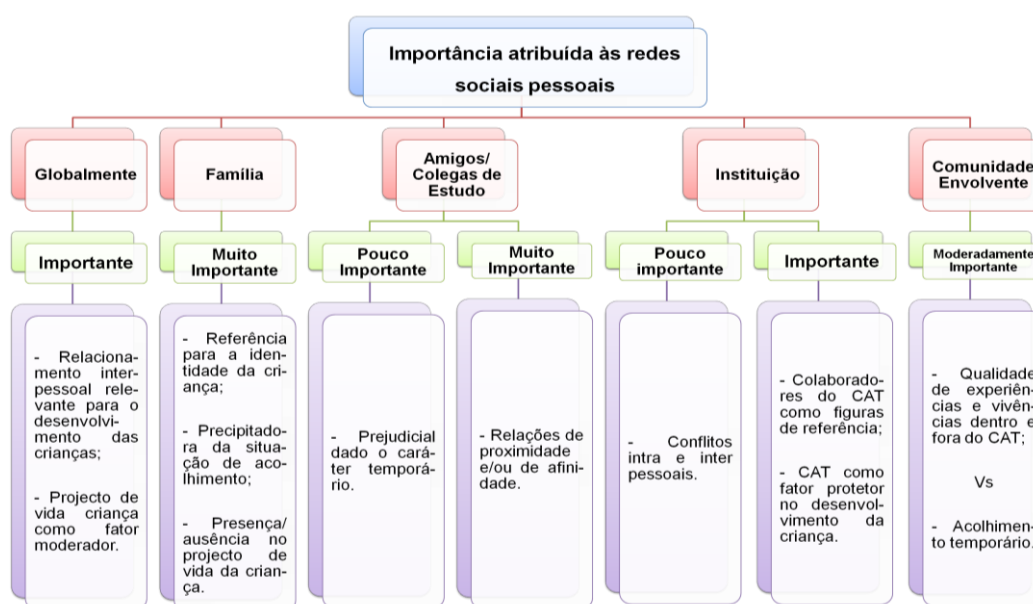 Importância atribuída às redes
sociais pessoais
Globalmente
Família
Amigos/
Colegas de
Estudo
Instituição
Comunidade
Envolvente
Importante
Muito
Importante
Pouco
Importante
Muito
Importante
Pouco
importante
Importante
Moderadamente
Importante
- Relaciona-
mento inter-
pessoal rele-
vante para o
desenvolvi-
mento das
crianças;
- Projecto de
vida criança
como fator
moderador.
- Referência
para a iden-
tidade da cri-
ança;
- Precipitado-
ra da situa-
ção de aco-
lhimento;
- Presença/
ausência no
projecto de
vida da crian-
ça.
- Prejudicial
dado o cará-
ter temporá-
rio.
- Relações de
proximidade
e/ou de afini-
dade.
- Conflitos
intra e inter
pessoais.
- Colaborado-
res do CAT
como figuras
de referência;
- CAT como
fator protetor
no desenvol-
vimento da
criança.
- Qualidade
de experiên-
cias e vivên-
cias dentro e
fora do CAT;
Vs
- Acolhimen-
to temporário.